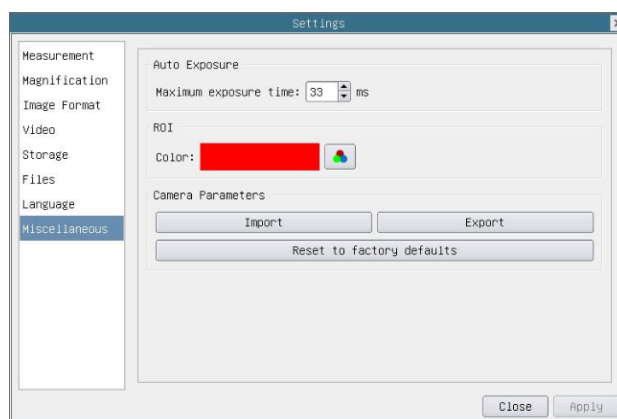 Settings
Measurement
Magnification
Image Format
Video
Storage
Files
Language
Miscellaneous
Auto Exposure
Maximum exposure time: 33 ms
ROI
Color:
Camera Parameters
Import Export
Reset to factory defaults
Close Apply